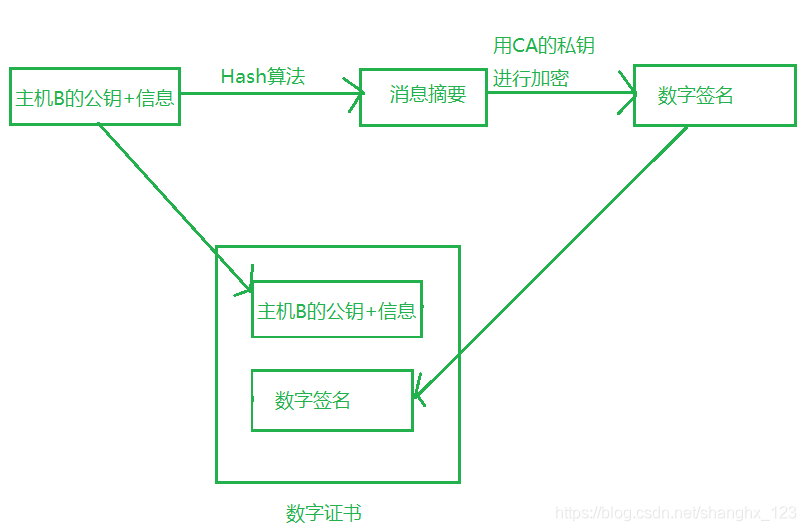 用CA的私钥
Hash算法
进行加密
主机B的公钥+信息
消息摘要
数字签名
主机B的公钥+信息
数字签名
数字证书
https://blog.csdn.net/shanghx_123